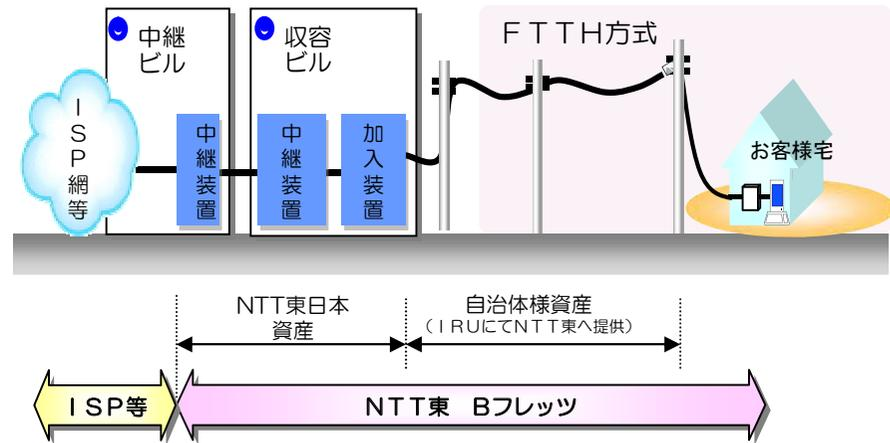 中継
ビル
収容
ビル
ＦＴＴＨ方式
ＩＳＰ網等
中継装置
中継装置
加入装置
お客様宅
NTT東日本
資産
自治体様資産
（ＩＲＵにてＮＴＴ東へ提供）
ＩＳＰ等
ＮＴＴ東　Ｂフレッツ